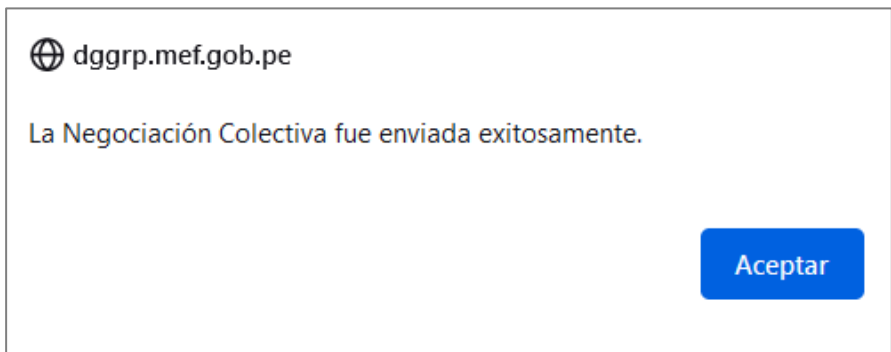 dggrp.mef.gob.pe
La Negociación Colectiva fue enviada exitosamente.
Aceptar